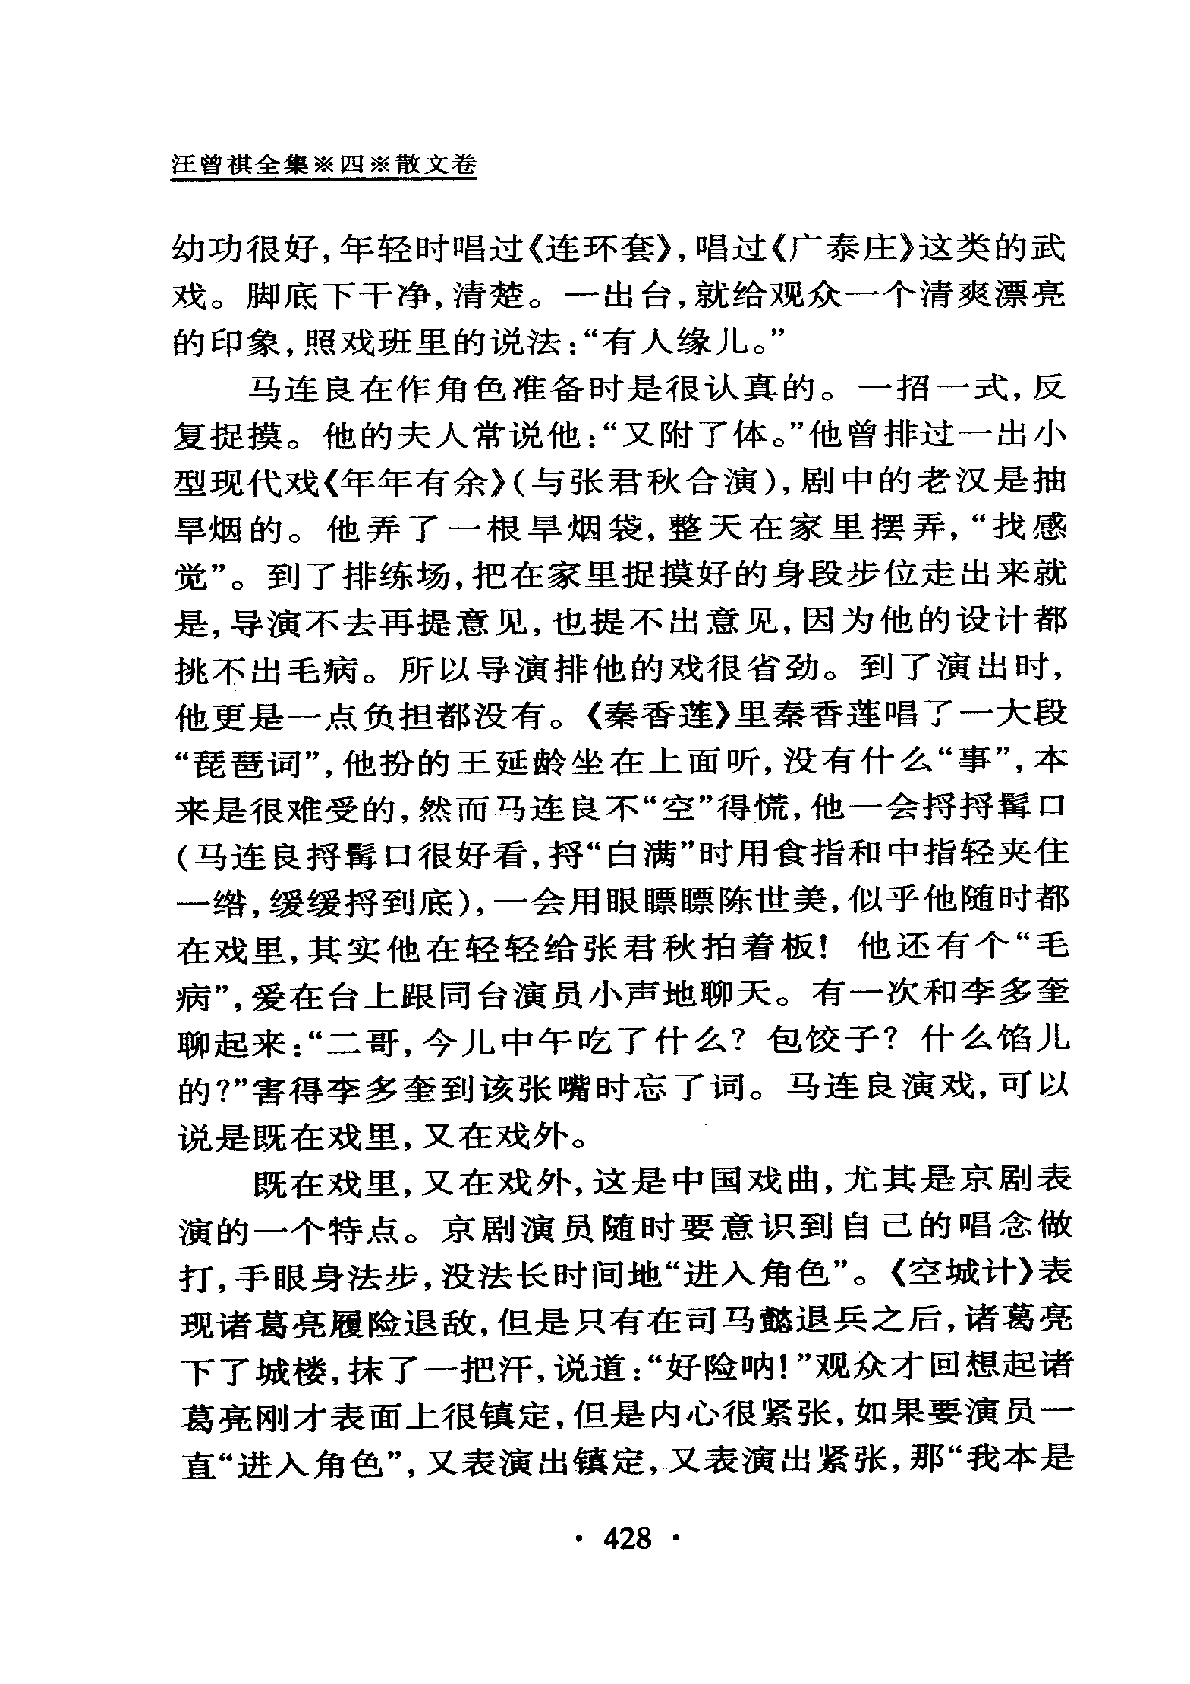 汪曾祺全集※四※散文卷
幼功很好,年轻时唱过《连环套》,唱过《广泰庄》这类的武
戏。脚底下干净,清楚。一出台,就给观众一个清爽漂亮
的印象,照戏班里的说法:“有人缘儿。”
马连良在作角色准备时是很认真的。一招一式,反
复捉摸。他的夫人常说他:“又附了体。”他曾排过一出小
型现代戏《年年有余》(与张君秋合演),剧中的老汉是抽
旱烟的。他弄了一根旱烟袋,整天在家里摆弄,“找感
觉”。到了排练场,把在家里捉摸好的身段步位走出来就
是,导演不去再提意见,也提不出意见,因为他的设计都
挑不出毛病。所以导演排他的戏很省劲。到了演出时,
他更是一点负担都没有。《秦香莲》里秦香莲唱了一大段
“琵琶词”,他扮的王延龄坐在上面听,没有什么“事”,本
来是很难受的,然而马连良不“空”得慌,他一会捋捋髯口
(马连良捋髯口很好看,捋“白满”时用食指和中指轻夹住
一绺,缓缓捋到底),一会用眼瞟瞟陈世美,似乎他随时都
在戏里,其实他在轻轻给张君秋拍着板!他还有个“毛
病”,爱在台上跟同台演员小声地聊天。有一次和李多奎
聊起来:“二哥,今儿中午吃了什么?包饺子?什么馅儿
的?”害得李多奎到该张嘴时忘了词。马连良演戏,可以
说是既在戏里,又在戏外。
既在戏里,又在戏外,这是中国戏曲,尤其是京剧表
演的一个特点。京剧演员随时要意识到自己的唱念做
打,手眼身法步,没法长时间地“进入角色”。《空城计》表
现诸葛亮履险退敌,但是只有在司马懿退兵之后,诸葛亮
下了城楼,抹了一把汗,说道:“好险呐!”观众才回想起诸
葛亮刚才表面上很镇定,但是内心很紧张,如果要演员一
直“进入角色”,又表演出镇定,又表演出紧张,那“我本是
· 428 ·